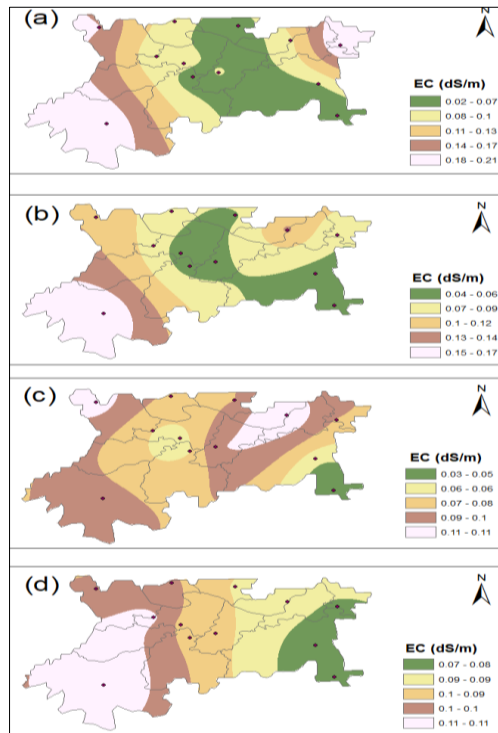 (a)
N
EC (dS/m)
0.02 - 0.07
0.08 - 0.1
0.11 - 0.13
0.14 - 0.17
0.18 - 0.21
(b)
N
EC (dS/m)
0.04 - 0.06
0.07 - 0.09
0.1 - 0.12
0.13 - 0.14
0.15 - 0.17
(c)
N
EC (dS/m)
0.03 - 0.05
0.06 - 0.06
0.07 - 0.08
0.09 - 0.1
0.11 - 0.11
(d)
N
EC (dS/m)
0.07 - 0.08
0.09 - 0.09
0.1 - 0.09
0.1 - 0.1
0.11 - 0.11